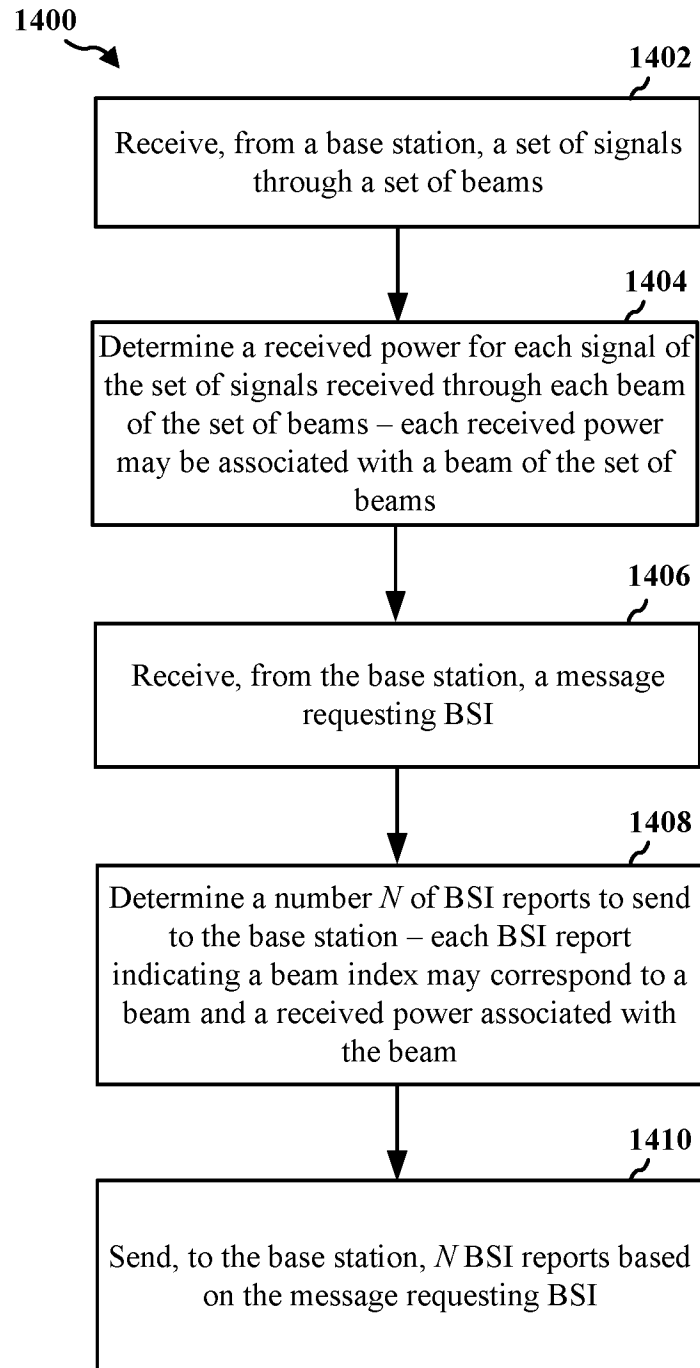 1400
1402
Receive, from a base station, a set of signals
through a set of beams
1404
Determine a received power for each signal of
the set of signals received through each beam
of the set of beams – each received power
may be associated with a beam of the set of
beams
1406
Receive, from the base station, a message
requesting BSI
1408
Determine a number N of BSI reports to send
to the base station – each BSI report
indicating a beam index may correspond to a
beam and a received power associated with
the beam
1410
Send, to the base station, N BSI reports based
on the message requesting BSI